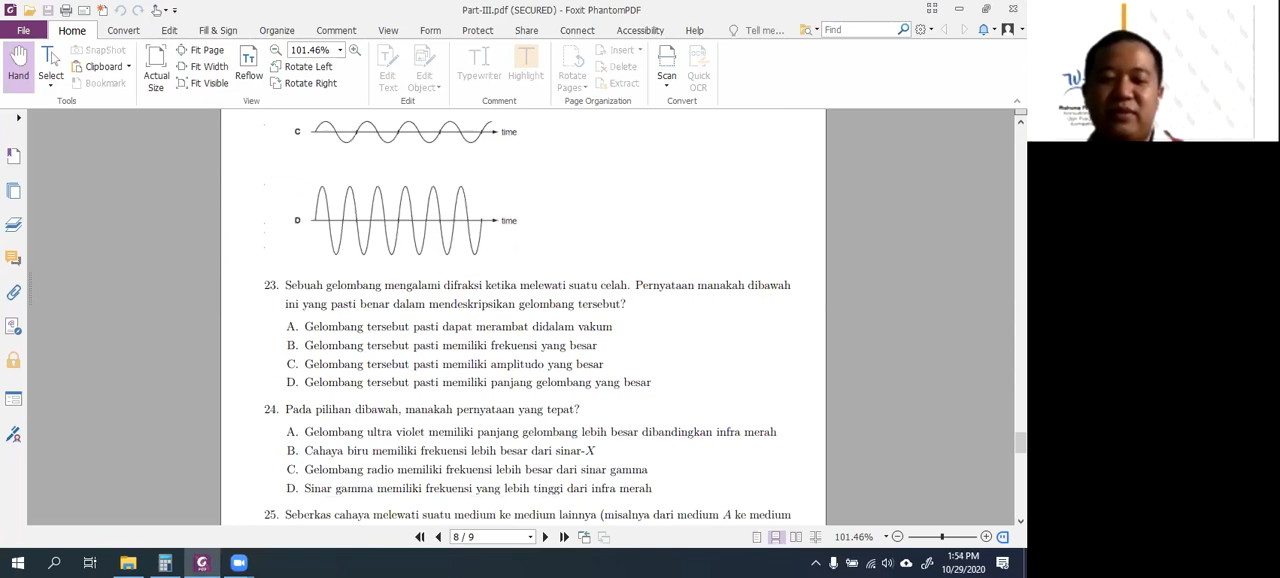 Part-III.pdf (SECURED) - Foxit PhantomPDF
File Home Convert Edit Fill & Sign Organize Comment View Form Protect Share Connect Accessibility Help Tell me... Find
Hand
Select
SnapShot
Clipboard
Bookmark
Tools
Actual Size
Fit Page
Fit Width
Fit Visible
Reflow
101.46%
Rotate Left
Rotate Right
View
Edit Text
Edit Object
Edit
Typewriter
Highlight
Comment
Rotate Pages
Insert
Delete
Extract
Page Organization
Scan
Quick OCR
Convert
C time
D time
23. Sebuah gelombang mengalami difraksi ketika melewati suatu celah. Pernyataan manakah dibawah
ini yang pasti benar dalam mendeskripsikan gelombang tersebut?
A. Gelombang tersebut pasti dapat merambat didalam vakum
B. Gelombang tersebut pasti memiliki frekuensi yang besar
C. Gelombang tersebut pasti memiliki amplitudo yang besar
D. Gelombang tersebut pasti memiliki panjang gelombang yang besar
24. Pada pilihan dibawah, manakah pernyataan yang tepat?
A. Gelombang ultra violet memiliki panjang gelombang lebih besar dibandingkan infra merah
B. Cahaya biru memiliki frekuensi lebih besar dari sinar-X
C. Gelombang radio memiliki frekuensi lebih besar dari sinar gamma
D. Sinar gamma memiliki frekuensi yang lebih tinggi dari infra merah
25. Seberkas cahaya melewati suatu medium ke medium lainnya (misalnya dari medium A ke medium
8 / 9
101.46%
1:54 PM
10/29/2020